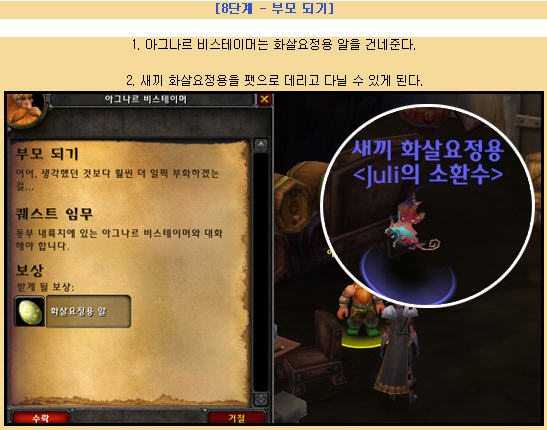 [8단계 - 부모 되기]
1. 아그나르 비스테이머는 화살요정용 알을 건네준다.
2. 새끼 화살요정용을 펫으로 데리고 다닐 수 있게 된다.
아그나르 비스테이머
부모 되기
어어, 생각했던 것보다 훨씬 더 일찍 부화하겠는
걸...
퀘스트 임무
동부 내륙지에 있는 아그나르 비스테이머와 대화
해야 합니다.
보상
받게 될 보상:
화살요정용 알
수락
거절
새끼 화살요정용
<Juli의 소환수>